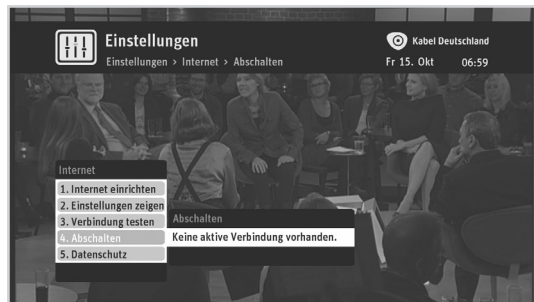 Einstellungen
Einstellungen > Internet > Abschalten
Kabel Deutschland
Fr 15. Okt 06:59
Internet
1. Internet einrichten
2. Einstellungen zeigen
3. Verbindung testen
4. Abschalten
5. Datenschutz
Abschalten
Keine aktive Verbindung vorhanden.